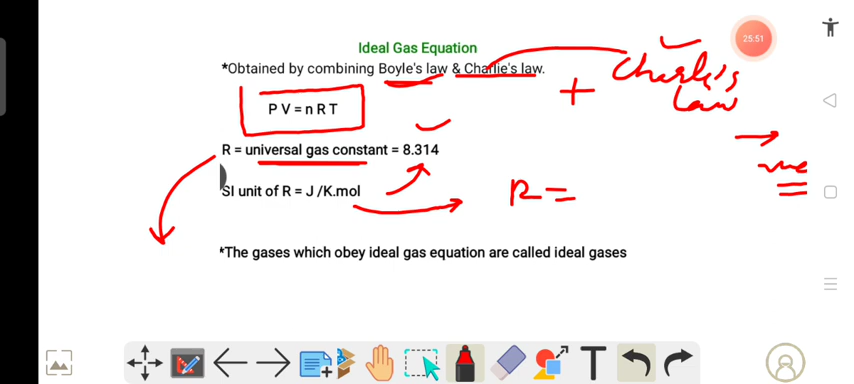 25:51
Ideal Gas Equation
*Obtained by combining Boyle's law & Charlie's law.
Charle's
Law
+
P V = n R T
R = universal gas constant = 8.314
SI unit of R = J /K.mol
R =
*The gases which obey ideal gas equation are called ideal gases
T